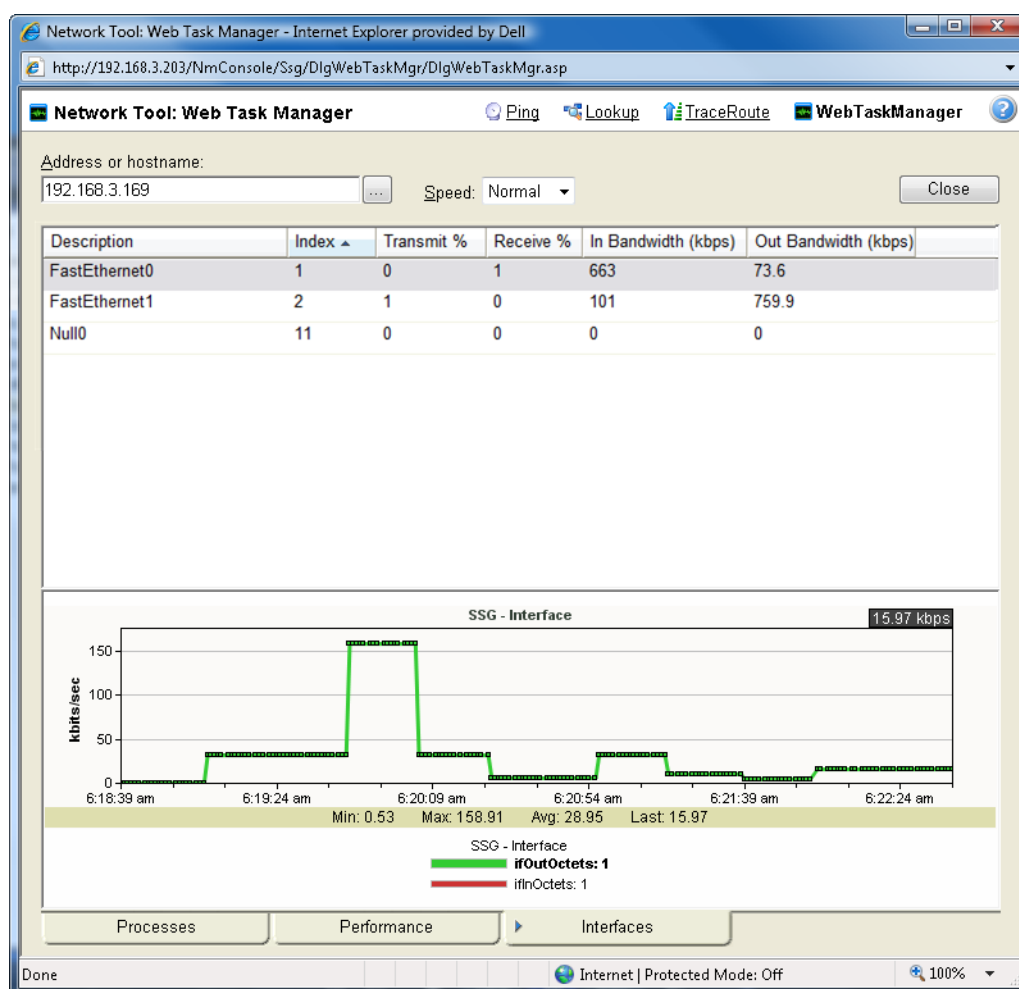 Network Tool: Web Task Manager - Internet Explorer provided by Dell
http://192.168.3.203/NmConsole/Ssg/DlgWebTaskMgr/DlgWebTaskMgr.asp
Network Tool: Web Task Manager Ping Lookup TraceRoute WebTaskManager ?
Address or hostname:
192.168.3.169 ... Speed: Normal Close
Description Index Transmit % Receive % In Bandwidth (kbps) Out Bandwidth (kbps)
FastEthernet0 1 0 1 663 73.6
FastEthernet1 2 1 0 101 759.9
Null0 11 0 0 0 0
SSG - Interface 15.97 kbps
150
100
50
0
kbits/sec
6:18:39 am 6:19:24 am 6:20:09 am 6:20:54 am 6:21:39 am 6:22:24 am
Min: 0.53 Max: 158.91 Avg: 28.95 Last: 15.97
SSG - Interface
ifOutOctets: 1
ifInOctets: 1
Processes Performance Interfaces
Done Internet | Protected Mode: Off 100%